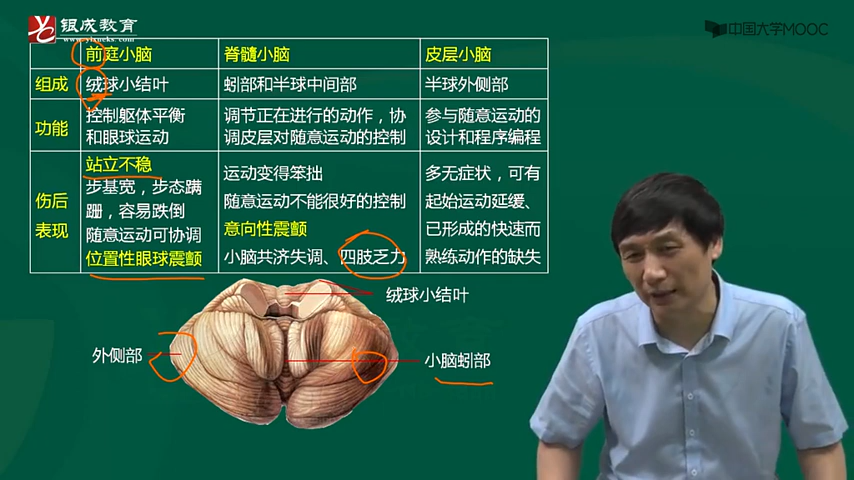 银成教育
www.yixueks.com
中国大学MOOC
前庭小脑 脊髓小脑 皮层小脑
组成 绒球小结叶 蚓部和半球中间部 半球外侧部
功能 控制躯体平衡 调节正在进行的动作，协 参与随意运动的
和眼球运动 调皮层对随意运动的控制 设计和程序编程
伤后
表现
站立不稳
步基宽，步态蹒
跚，容易跌倒
随意运动可协调
位置性眼球震颤
运动变得笨拙
随意运动不能很好的控制
意向性震颤
小脑共济失调、四肢乏力
多无症状，可有
起始运动延缓、
已形成的快速而
熟练动作的缺失
绒球小结叶
外侧部
小脑蚓部